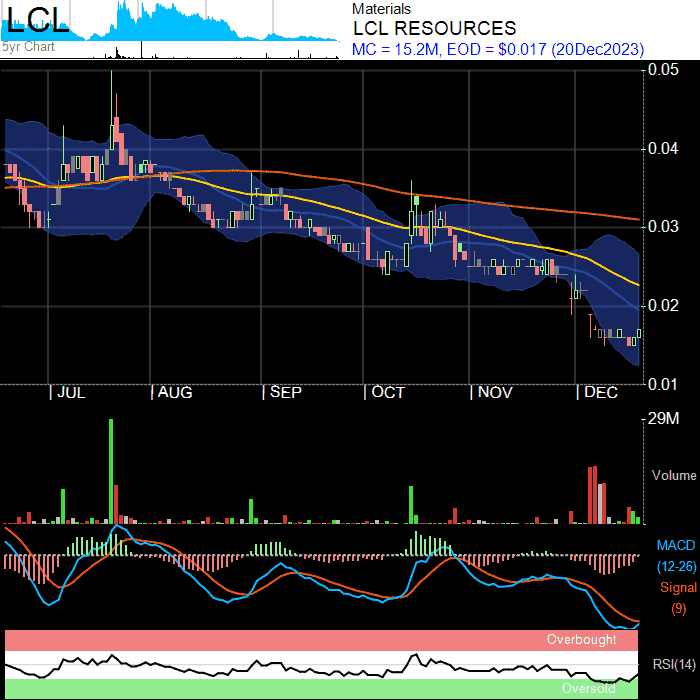 LCL
5yr Chart
Materials
LCL RESOURCES
MC = 15.2M, EOD = $0.017 (20Dec2023)
0.05
0.04
0.03
0.02
0.01
| JUL | AUG | SEP | OCT | NOV | DEC
29M
Volume
MACD
(12-26)
Signal
(9)
Overbought
RSI(14)
Oversold